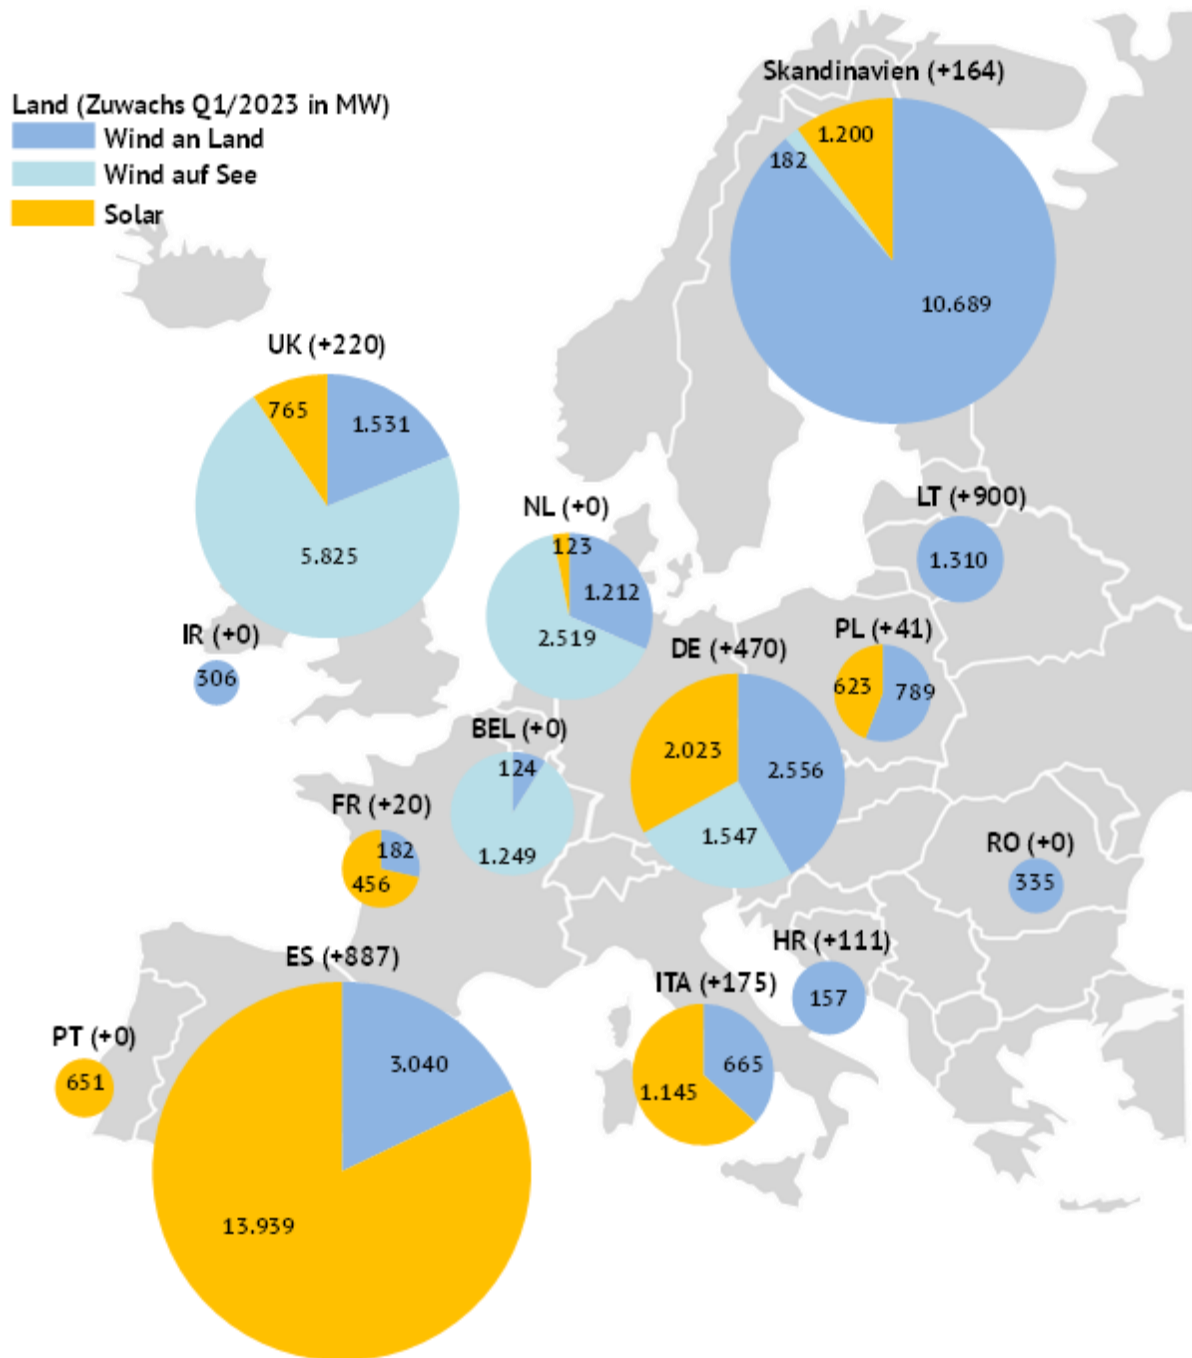 Skandinavien (+164)
Land (Zuwachs Q1/2023 in MW)
Wind an Land
Wind auf See
Solar
1.200
182
10.689
UK (+220)
765
1.531
5.825
NL (+0)
123
1.212
2.519
LT (+900)
1.310
IR (+0)
306
PL (+41)
623
789
DE (+470)
2.023
2.556
1.547
BEL (+0)
124
1.249
FR (+20)
182
456
RO (+0)
335
HR (+111)
157
ES (+887)
3.040
13.939
ITA (+175)
665
1.145
PT (+0)
651